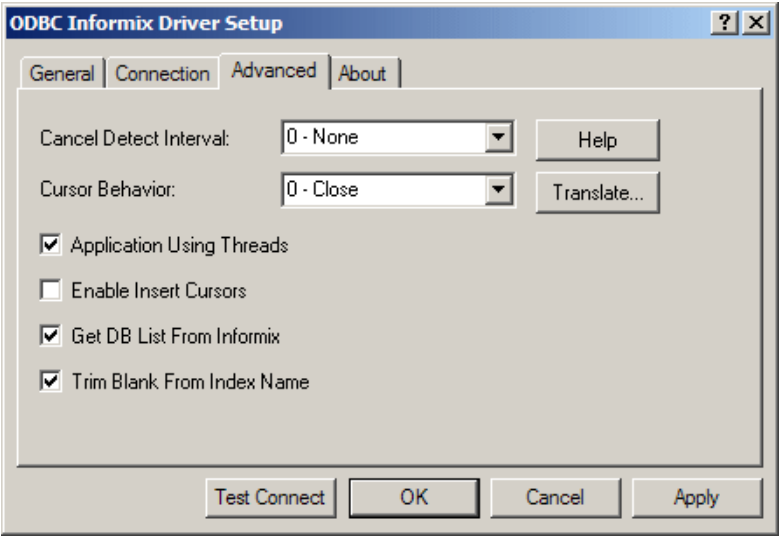 ODBC Informix Driver Setup
General Connection Advanced About
Cancel Detect Interval: 0 - None Help
Cursor Behavior: 0 - Close Translate...
Application Using Threads
Enable Insert Cursors
Get DB List From Informix
Trim Blank From Index Name
Test Connect OK Cancel Apply